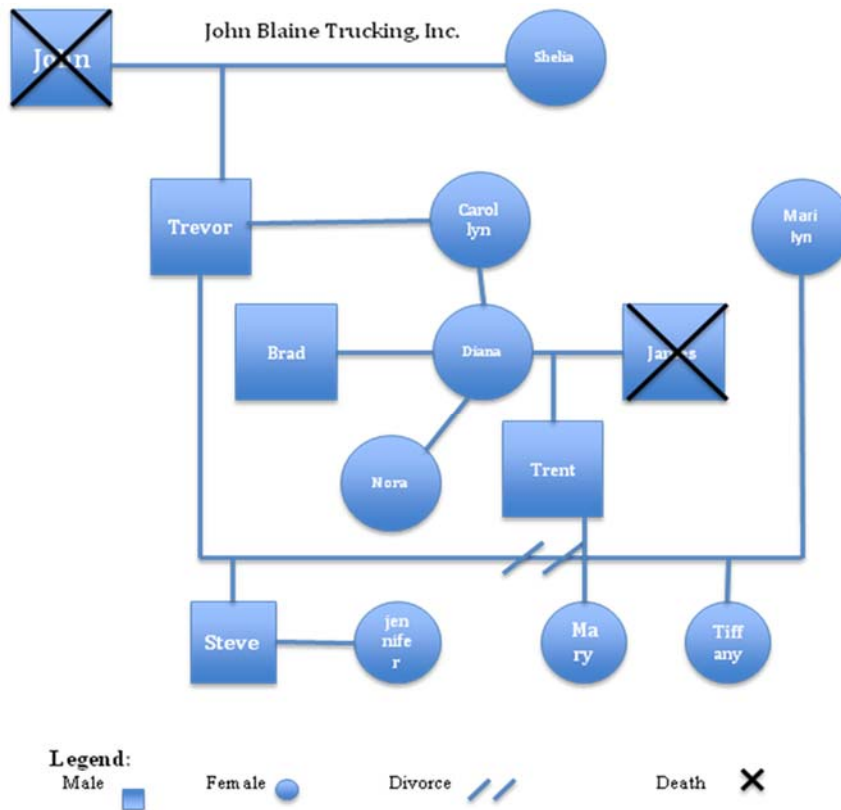 John Blaine Trucking, Inc.
John
Shelia
Trevor
Carol
lyn
Mari
lyn
Brad
Diana
James
Nora
Trent
Steve
jen
nife
r
Ma
ry
Tiff
any
Legend:
Male
Female
Divorce
Death